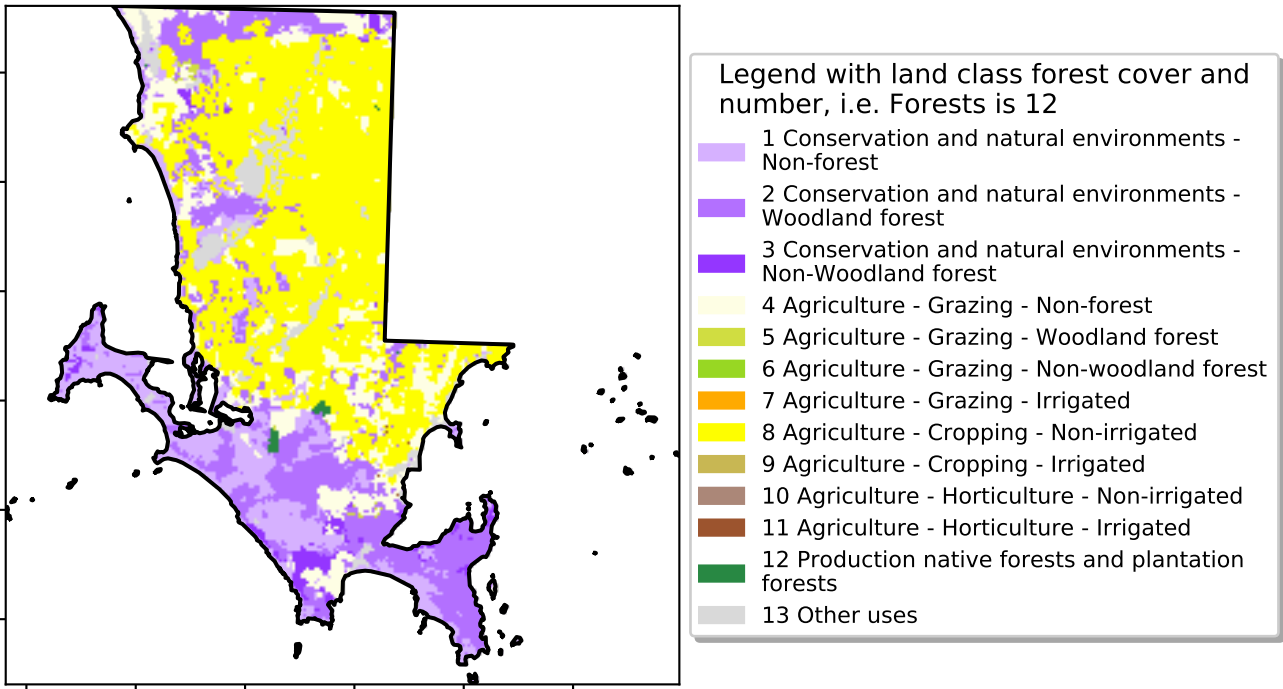 Legend with land class forest cover and
number, i.e. Forests is 12
1 Conservation and natural environments -
Non-forest
2 Conservation and natural environments -
Woodland forest
3 Conservation and natural environments -
Non-Woodland forest
4 Agriculture - Grazing - Non-forest
5 Agriculture - Grazing - Woodland forest
6 Agriculture - Grazing - Non-woodland forest
7 Agriculture - Grazing - Irrigated
8 Agriculture - Cropping - Non-irrigated
9 Agriculture - Cropping - Irrigated
10 Agriculture - Horticulture - Non-irrigated
11 Agriculture - Horticulture - Irrigated
12 Production native forests and plantation
forests
13 Other uses